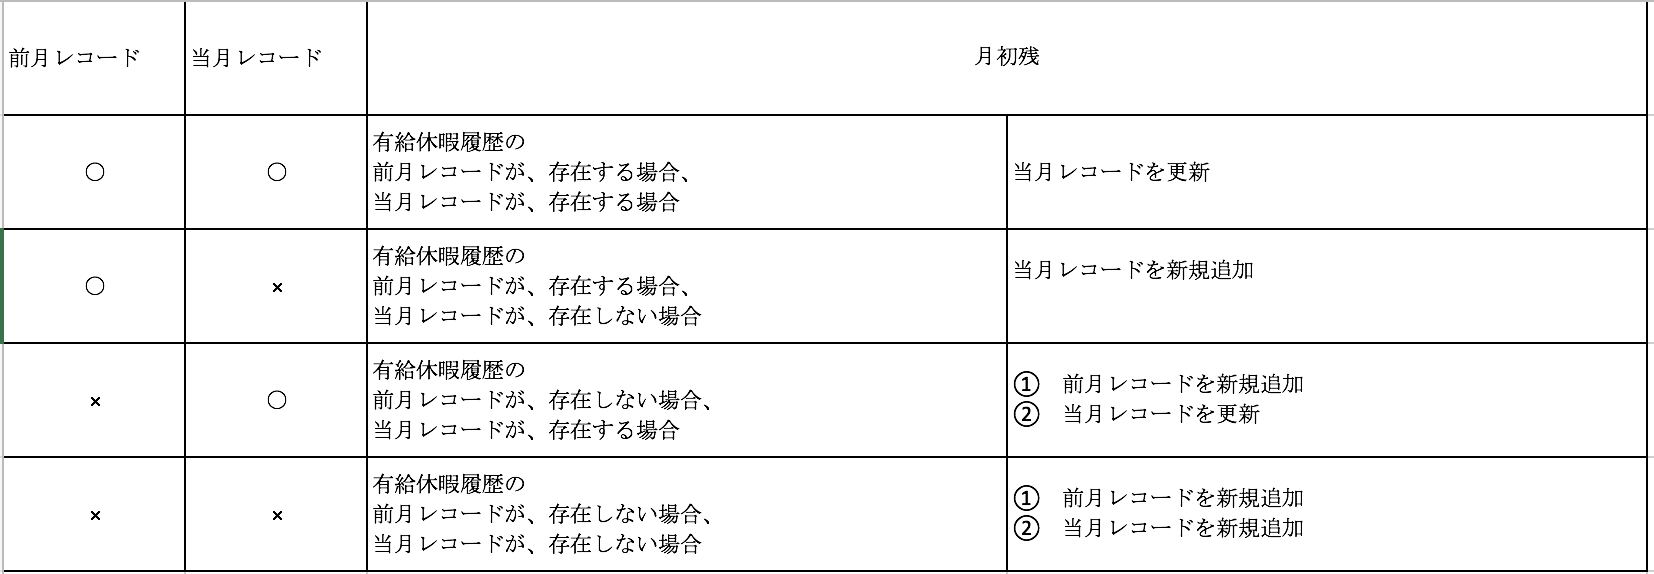 前月レコード
当月レコード
月初残
○
○
有給休暇履歴の
前月レコードが、存在する場合、
当月レコードが、存在する場合
当月レコードを更新
○
×
有給休暇履歴の
前月レコードが、存在する場合、
当月レコードが、存在しない場合
当月レコードを新規追加
×
○
有給休暇履歴の
前月レコードが、存在しない場合、
当月レコードが、存在する場合
① 前月レコードを新規追加
② 当月レコードを更新
×
×
有給休暇履歴の
前月レコードが、存在しない場合、
当月レコードが、存在しない場合
① 前月レコードを新規追加
② 当月レコードを新規追加